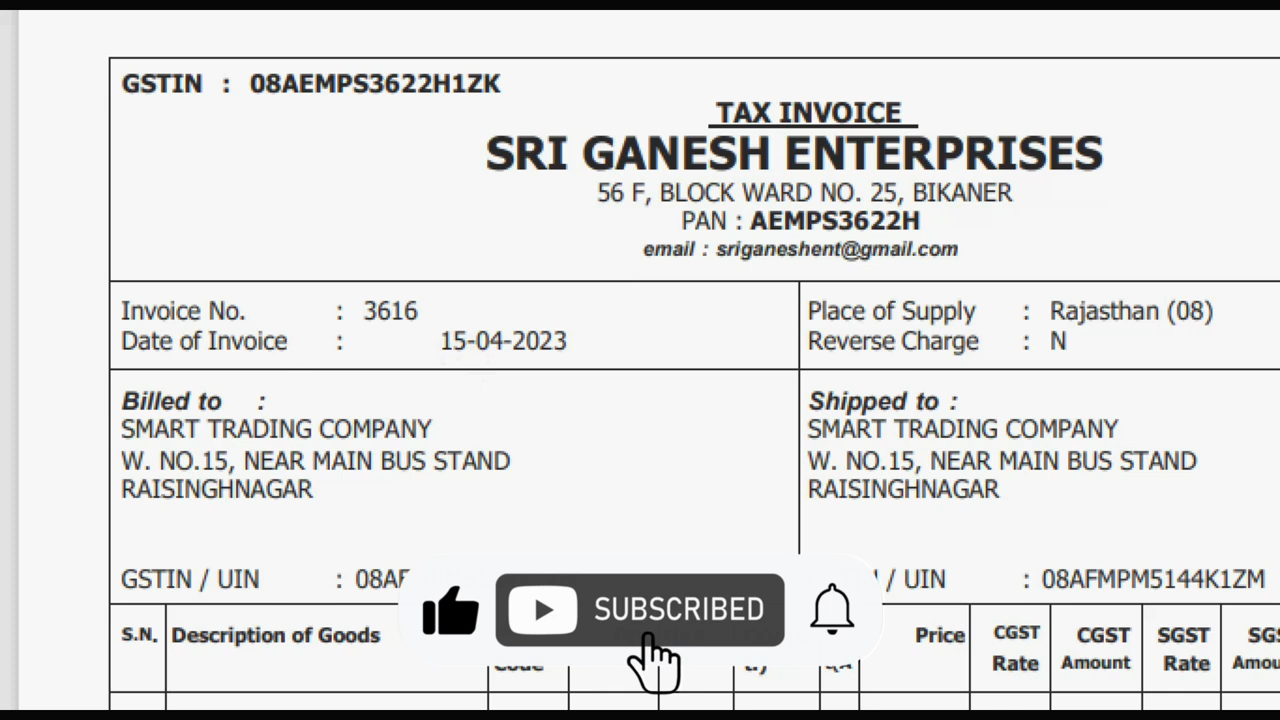 GSTIN : 08AEMPS3622H1ZK
TAX INVOICE
SRI GANESH ENTERPRISES
56 F, BLOCK WARD NO. 25, BIKANER
PAN : AEMPS3622H
email : sriganeshent@gmail.com
Invoice No. : 3616
Date of Invoice : 15-04-2023
Place of Supply : Rajasthan (08)
Reverse Charge : N
Billed to :
SMART TRADING COMPANY
W. NO.15, NEAR MAIN BUS STAND
RAISINGHNAGAR
GSTIN / UIN :
Shipped to :
SMART TRADING COMPANY
W. NO.15, NEAR MAIN BUS STAND
RAISINGHNAGAR
/ UIN : 08AFMPM5144K1ZM
SUBSCRIBED
S.N.
Description of Goods
Code
Price
CGST
Rate
CGST
Amount
SGST
Rate